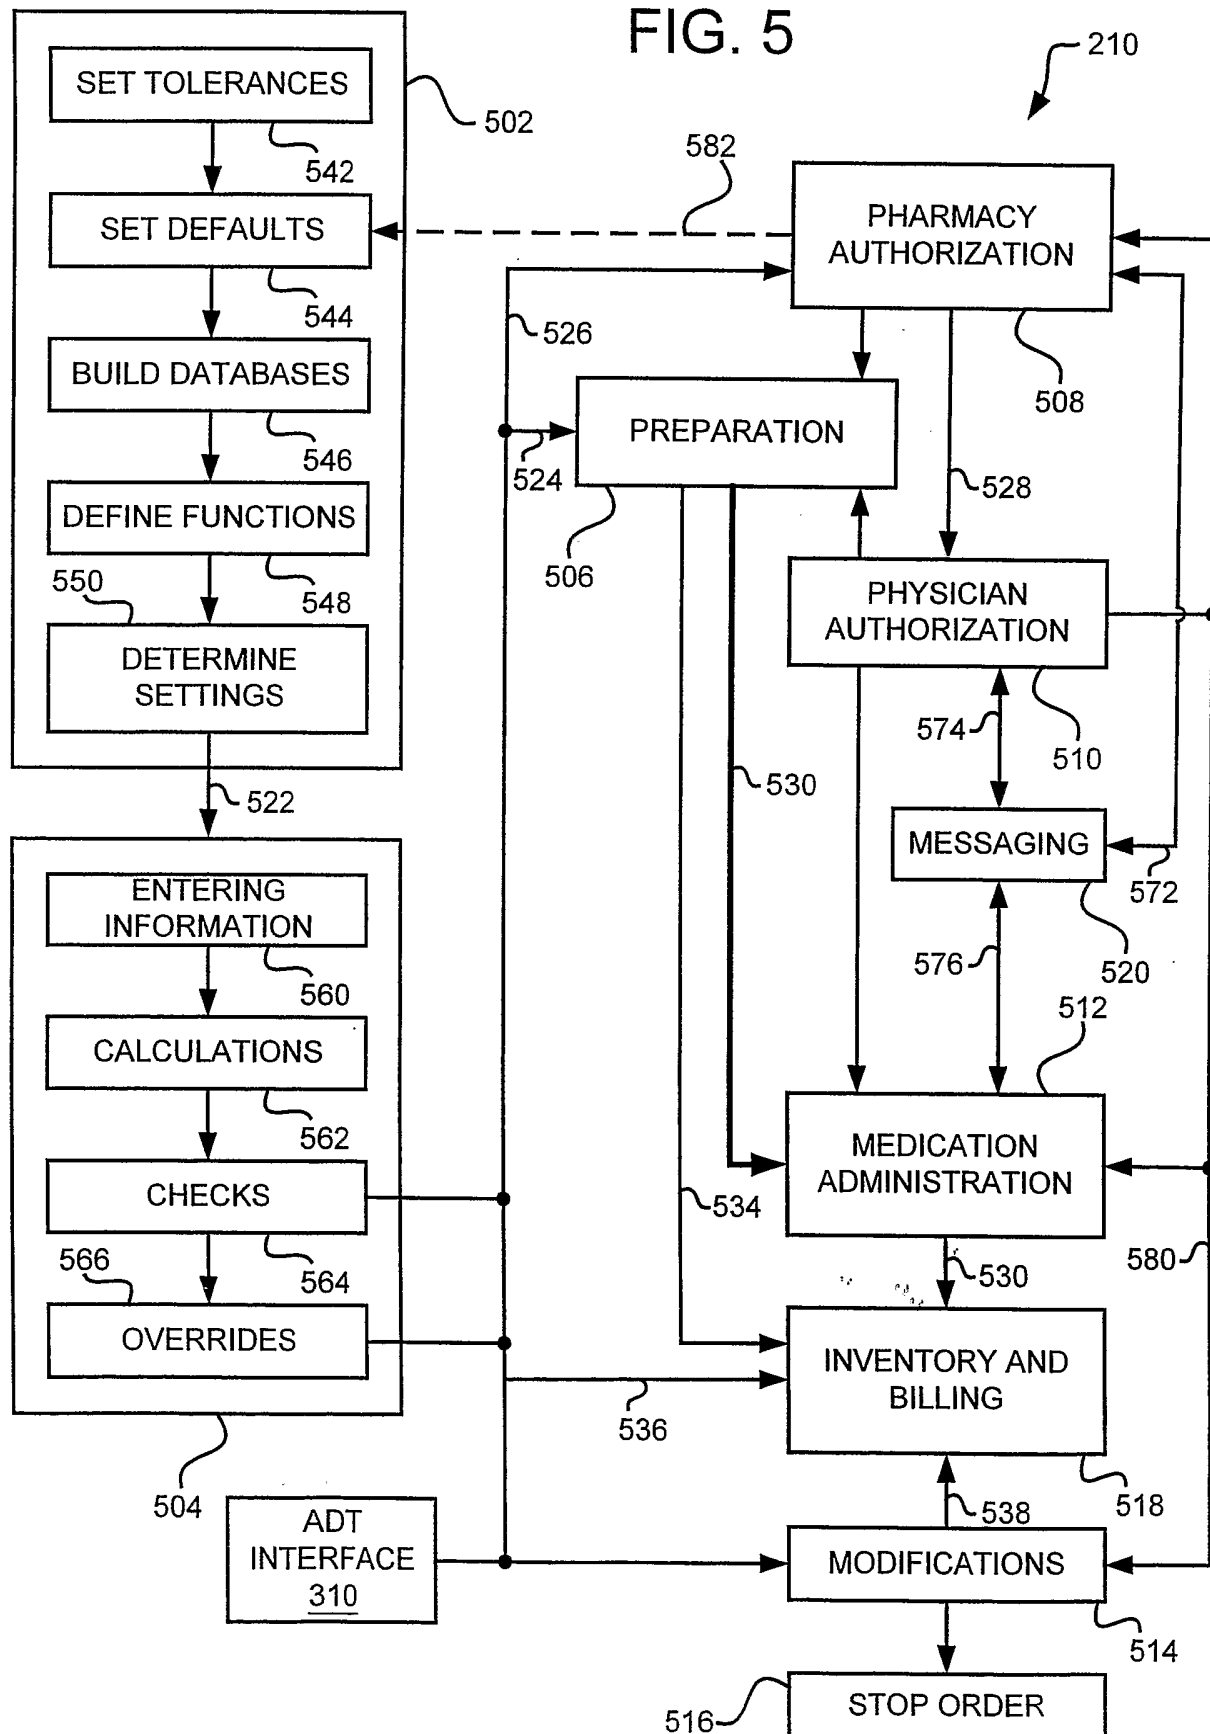 FIG. 5
210
SET TOLERANCES
502
542
582
SET DEFAULTS
PHARMACY
AUTHORIZATION
544
526
BUILD DATABASES
508
PREPARATION
546
524
528
DEFINE FUNCTIONS
506
550
548
PHYSICIAN
AUTHORIZATION
DETERMINE
SETTINGS
574
510
530
522
MESSAGING
572
ENTERING
INFORMATION
576
520
560
512
CALCULATIONS
562
MEDICATION
ADMINISTRATION
CHECKS
534
566
564
530
580
OVERRIDES
INVENTORY AND
BILLING
536
504
518
ADT
INTERFACE
310
538
MODIFICATIONS
514
516
STOP ORDER